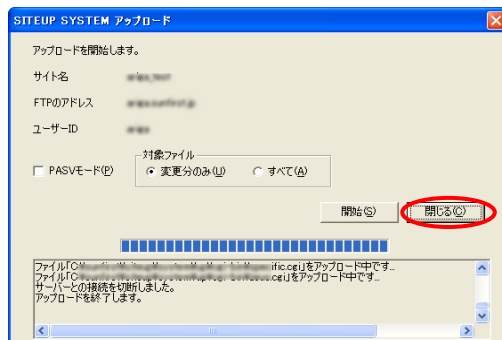 SITEUP SYSTEM アップロード
アップロードを開始します。
サイト名
FTPのアドレス
ユーザーID
対象ファイル
PASVモード(P) 変更分のみ(U) すべて(A)
開始(S) 閉じる(C)
ファイル「C ific.cgi」をアップロード中です...
ファイル「C .cgi」をアップロード中です...
サーバーとの接続を切断しました。
アップロードを終了します。